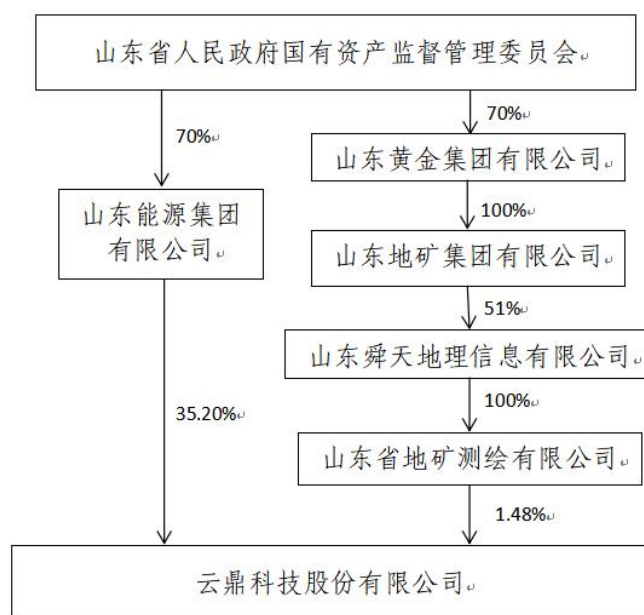 山东省人民政府国有资产监督管理委员会
70%
70%
山东黄金集团有限公司
山东能源集团
有限公司
100%
山东地矿集团有限公司
51%
山东舜天地理信息有限公司
35.20%
100%
山东省地矿测绘有限公司
1.48%
云鼎科技股份有限公司